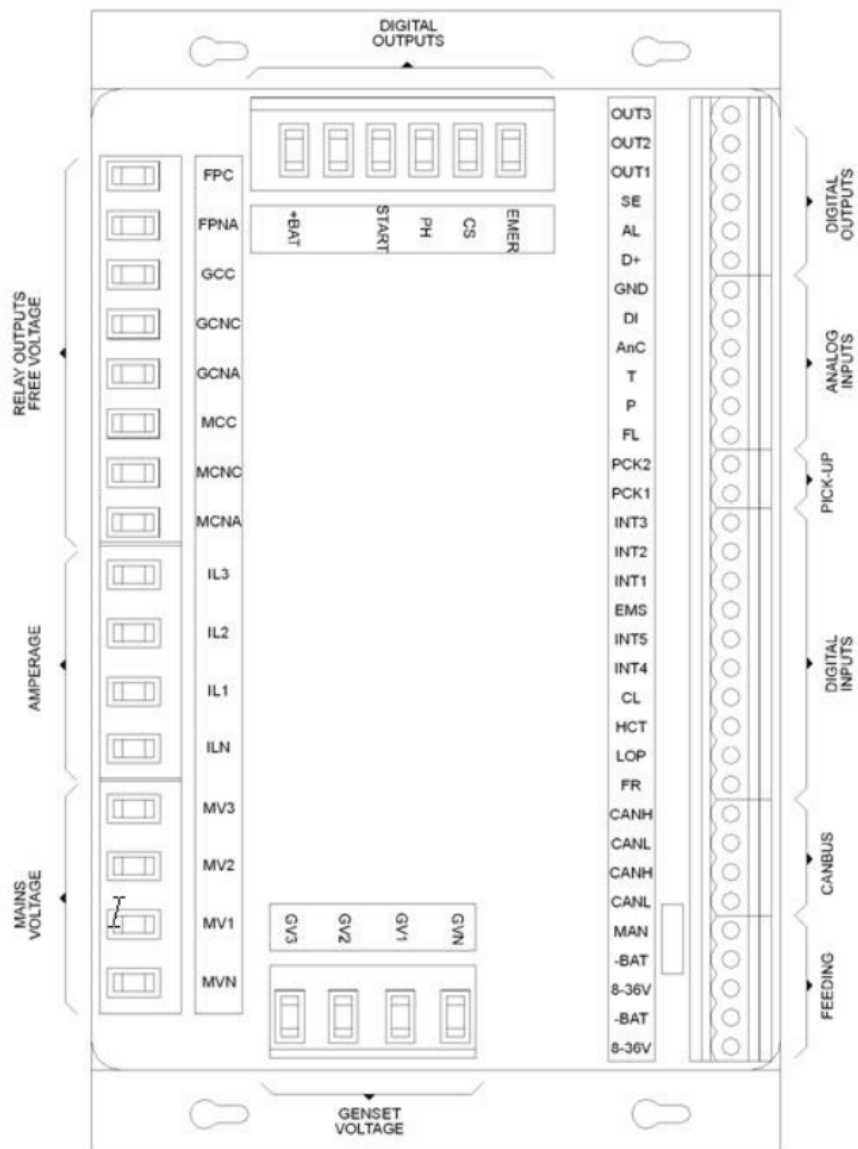 DIGITAL
OUTPUTS
+BAT
START
PH
CS
EMER
RELAY OUTPUTS
FREE VOLTAGE
FPC
FPNA
GCC
GCNC
GCNA
MCC
MCNC
MCNA
AMPERAGE
IL3
IL2
IL1
ILN
MAINS
VOLTAGE
MV3
MV2
MV1
MVN
GV3
GV2
GV1
GVN
GENSET
VOLTAGE
OUT3
OUT2
OUT1
SE
AL
D+
DIGITAL
OUTPUTS
GND
DI
AnC
T
P
FL
ANALOG
INPUTS
PCK2
PCK1
PICK-UP
INT3
INT2
INT1
EMS
INT5
INT4
CL
HCT
LOP
FR
DIGITAL
INPUTS
CANH
CANL
CANH
CANL
CANBUS
MAN
-BAT
8-36V
-BAT
8-36V
FEEDING